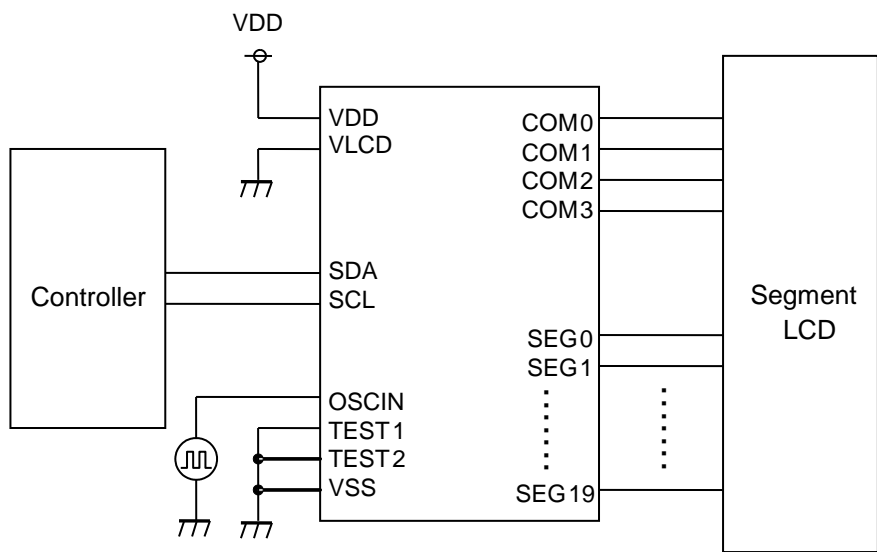 VDD
VDD
VLCD
SDA
SCL
OSCIN
TEST1
TEST2
VSS
COM0
COM1
COM2
COM3
SEG0
SEG1
SEG19
Controller
Segment
LCD